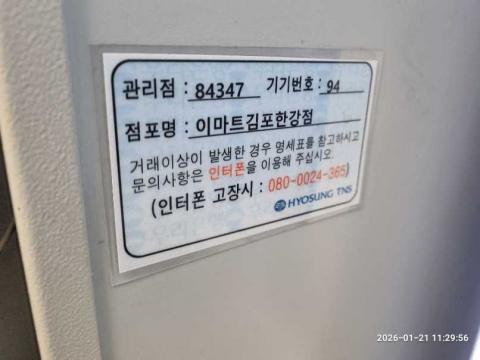 관리점 : 84347 기기번호 : 94
점포명 : 이마트김포한강점
거래이상이 발생한 경우 명세표를 참고하시고
문의사항은 인터폰을 이용해 주십시오.
(인터폰 고장시 : 080-0024-365)
HYOSUNG TNS
2026-01-21 11:29:56